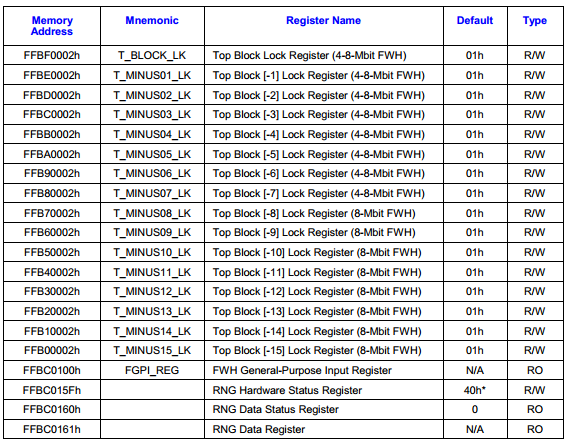 Memory Address Mnemonic Register Name Default Type
FFBF0002h T_BLOCK_LK Top Block Lock Register (4-8-Mbit FWH) 01h R/W
FFBE0002h T_MINUS01_LK Top Block [-1] Lock Register (4-8-Mbit FWH) 01h R/W
FFBD0002h T_MINUS02_LK Top Block [-2] Lock Register (4-8-Mbit FWH) 01h R/W
FFBC0002h T_MINUS03_LK Top Block [-3] Lock Register (4-8-Mbit FWH) 01h R/W
FFBB0002h T_MINUS04_LK Top Block [-4] Lock Register (4-8-Mbit FWH) 01h R/W
FFBA0002h T_MINUS05_LK Top Block [-5] Lock Register (4-8-Mbit FWH) 01h R/W
FFB90002h T_MINUS06_LK Top Block [-6] Lock Register (4-8-Mbit FWH) 01h R/W
FFB80002h T_MINUS07_LK Top Block [-7] Lock Register (4-8-Mbit FWH) 01h R/W
FFB70002h T_MINUS08_LK Top Block [-8] Lock Register (8-Mbit FWH) 01h R/W
FFB60002h T_MINUS09_LK Top Block [-9] Lock Register (8-Mbit FWH) 01h R/W
FFB50002h T_MINUS10_LK Top Block [-10] Lock Register (8-Mbit FWH) 01h R/W
FFB40002h T_MINUS11_LK Top Block [-11] Lock Register (8-Mbit FWH) 01h R/W
FFB30002h T_MINUS12_LK Top Block [-12] Lock Register (8-Mbit FWH) 01h R/W
FFB20002h T_MINUS13_LK Top Block [-13] Lock Register (8-Mbit FWH) 01h R/W
FFB10002h T_MINUS14_LK Top Block [-14] Lock Register (8-Mbit FWH) 01h R/W
FFB00002h T_MINUS15_LK Top Block [-15] Lock Register (8-Mbit FWH) 01h R/W
FFBC0100h FGPI_REG FWH General-Purpose Input Register N/A RO
FFBC015Fh RNG Hardware Status Register 40h* R/W
FFBC0160h RNG Data Status Register 0 RO
FFBC0161h RNG Data Register N/A RO